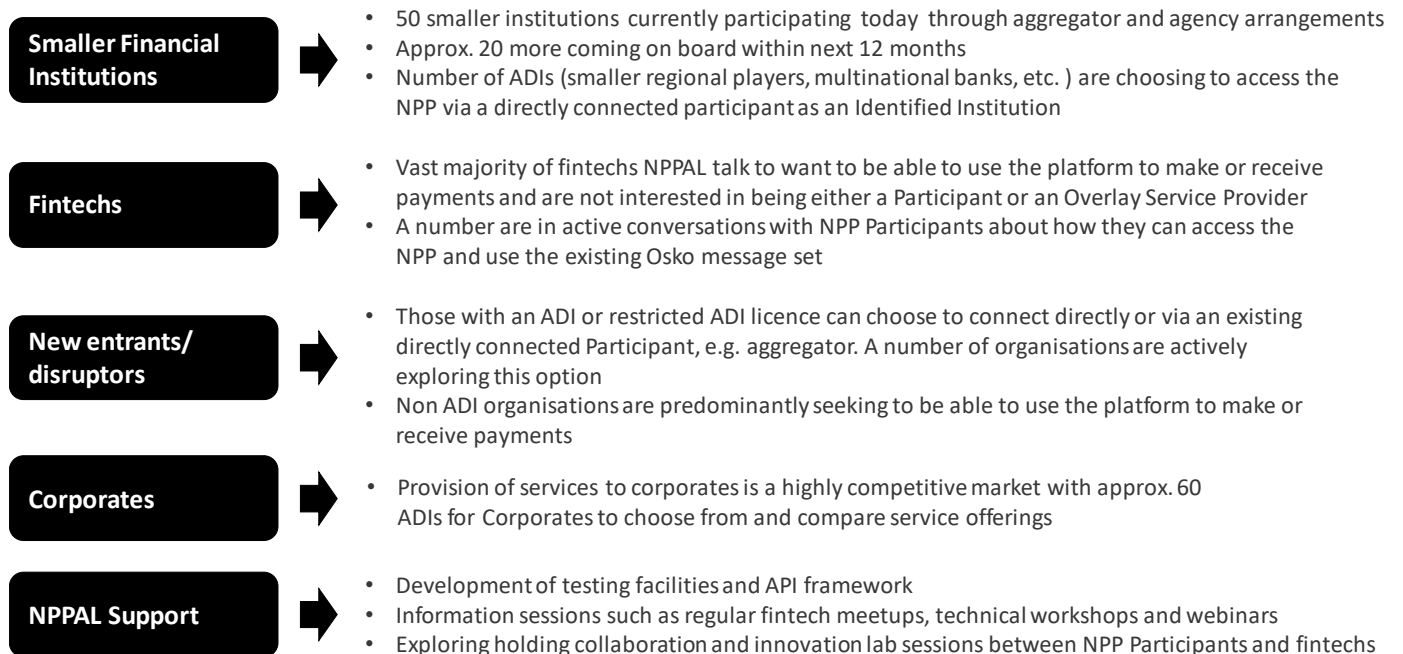 Smaller Financial
Institutions
• 50 smaller institutions currently participating today through aggregator and agency arrangements
• Approx. 20 more coming on board within next 12 months
• Number of ADIs (smaller regional players, multinational banks, etc. ) are choosing to access the
NPP via a directly connected participant as an Identified Institution
Fintechs
• Vast majority of fintechs NPPAL talk to want to be able to use the platform to make or receive
payments and are not interested in being either a Participant or an Overlay Service Provider
• A number are in active conversations with NPP Participants about how they can access the
NPP and use the existing Osko message set
New entrants/
disruptors
• Those with an ADI or restricted ADI licence can choose to connect directly or via an existing
directly connected Participant, e.g. aggregator. A number of organisations are actively
exploring this option
• Non ADI organisations are predominantly seeking to be able to use the platform to make or
receive payments
Corporates
• Provision of services to corporates is a highly competitive market with approx. 60
ADIs for Corporates to choose from and compare service offerings
NPPAL Support
• Development of testing facilities and API framework
• Information sessions such as regular fintech meetups, technical workshops and webinars
• Exploring holding collaboration and innovation lab sessions between NPP Participants and fintechs